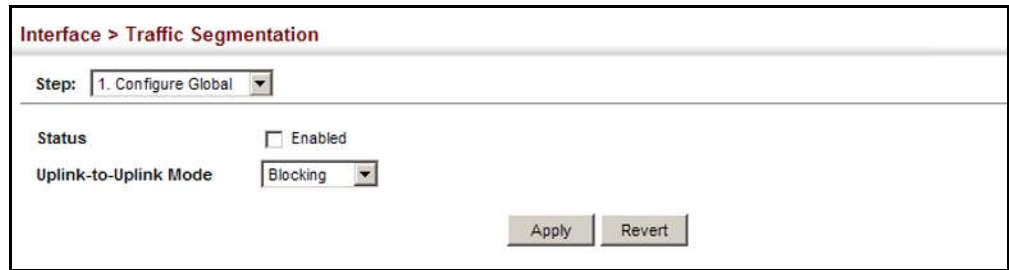 Interface > Traffic Segmentation
Step: 1. Configure Global
Status Enabled
Uplink-to-Uplink Mode Blocking
Apply Revert